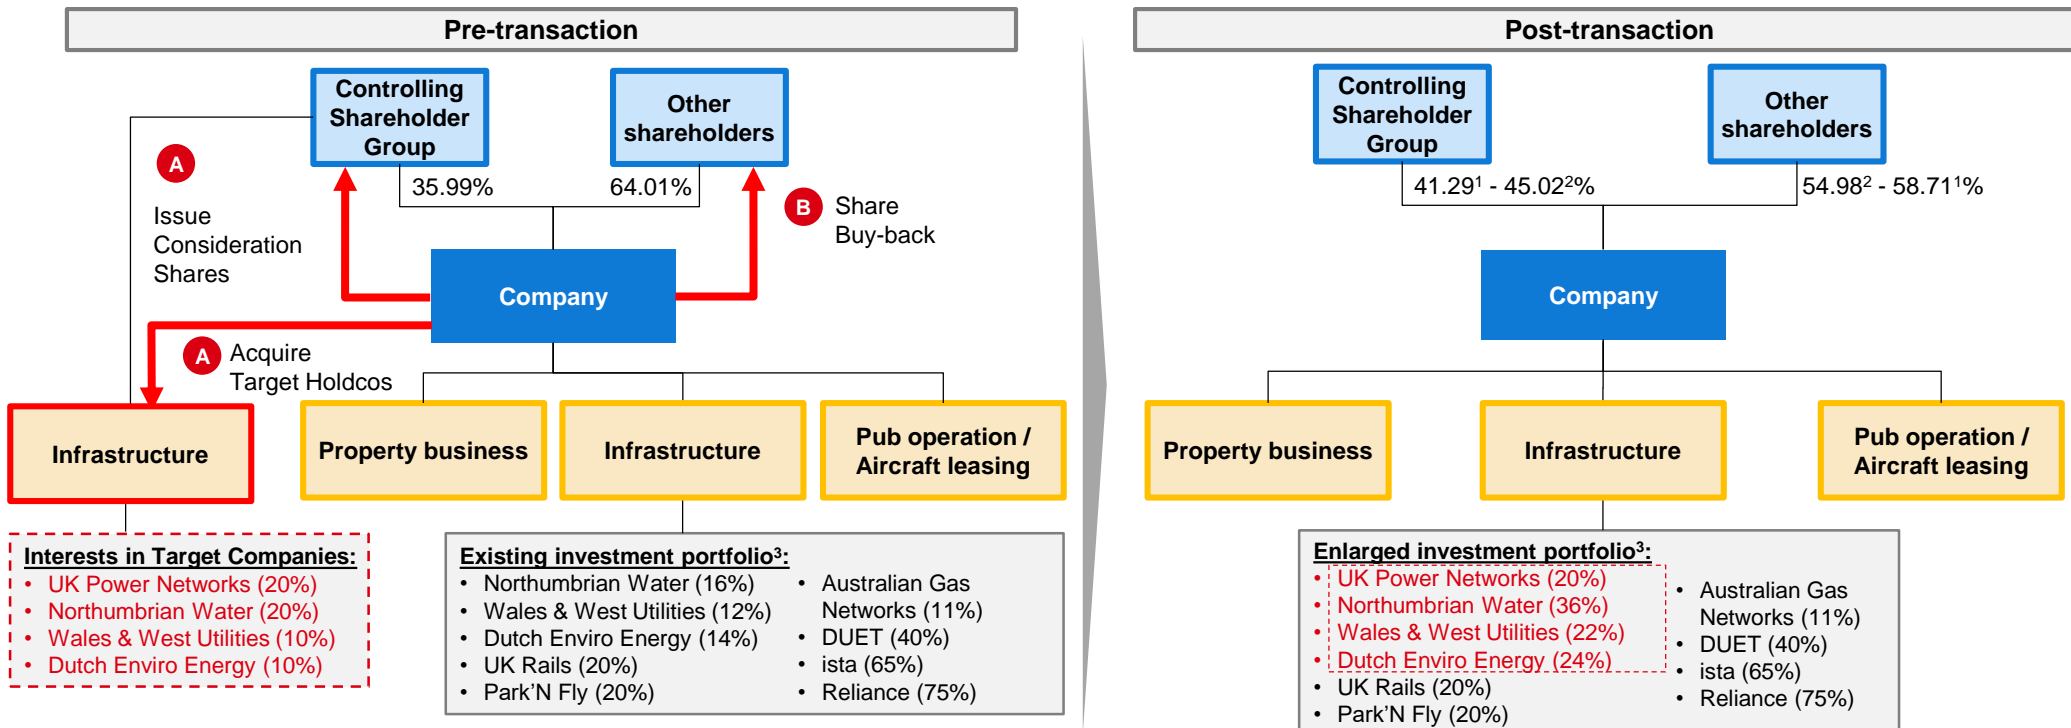 Pre-transaction
Controlling
Shareholder
Group
Other
shareholders
35.99%
64.01%
A
Issue
Consideration
Shares
B
Share
Buy-back
Company
A
Acquire
Target Holdcos
Infrastructure
Property business
Infrastructure
Pub operation /
Aircraft leasing
Interests in Target Companies:
• UK Power Networks (20%)
• Northumbrian Water (20%)
• Wales & West Utilities (10%)
• Dutch Enviro Energy (10%)
Existing investment portfolio³:
• Northumbrian Water (16%)
• Wales & West Utilities (12%)
• Dutch Enviro Energy (14%)
• UK Rails (20%)
• Park'N Fly (20%)
• Australian Gas
Networks (11%)
• DUET (40%)
• ista (65%)
• Reliance (75%)
Post-transaction
Controlling
Shareholder
Group
Other
shareholders
41.29¹ - 45.02²%
54.98² - 58.71¹%
Company
Property business
Infrastructure
Pub operation /
Aircraft leasing
Enlarged investment portfolio³:
• UK Power Networks (20%)
• Northumbrian Water (36%)
• Wales & West Utilities (22%)
• Dutch Enviro Energy (24%)
• UK Rails (20%)
• Park'N Fly (20%)
• Australian Gas
Networks (11%)
• DUET (40%)
• ista (65%)
• Reliance (75%)